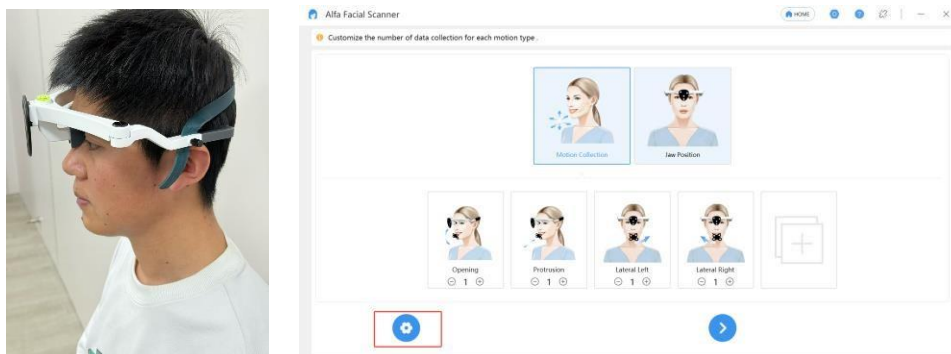 Alfa Facial Scanner
HOME
Customize the number of data collection for each motion type .
Motion Collection
Jaw Position
Opening
Protrusion
Lateral Left
Lateral Right
1
1
1
1